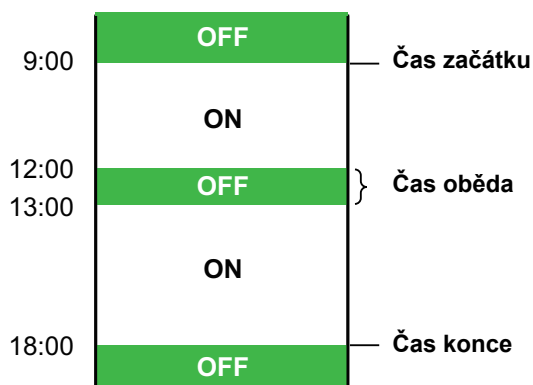 OFF
9:00 Čas začátku
ON
12:00
OFF Čas oběda
13:00
ON
18:00 Čas konce
OFF